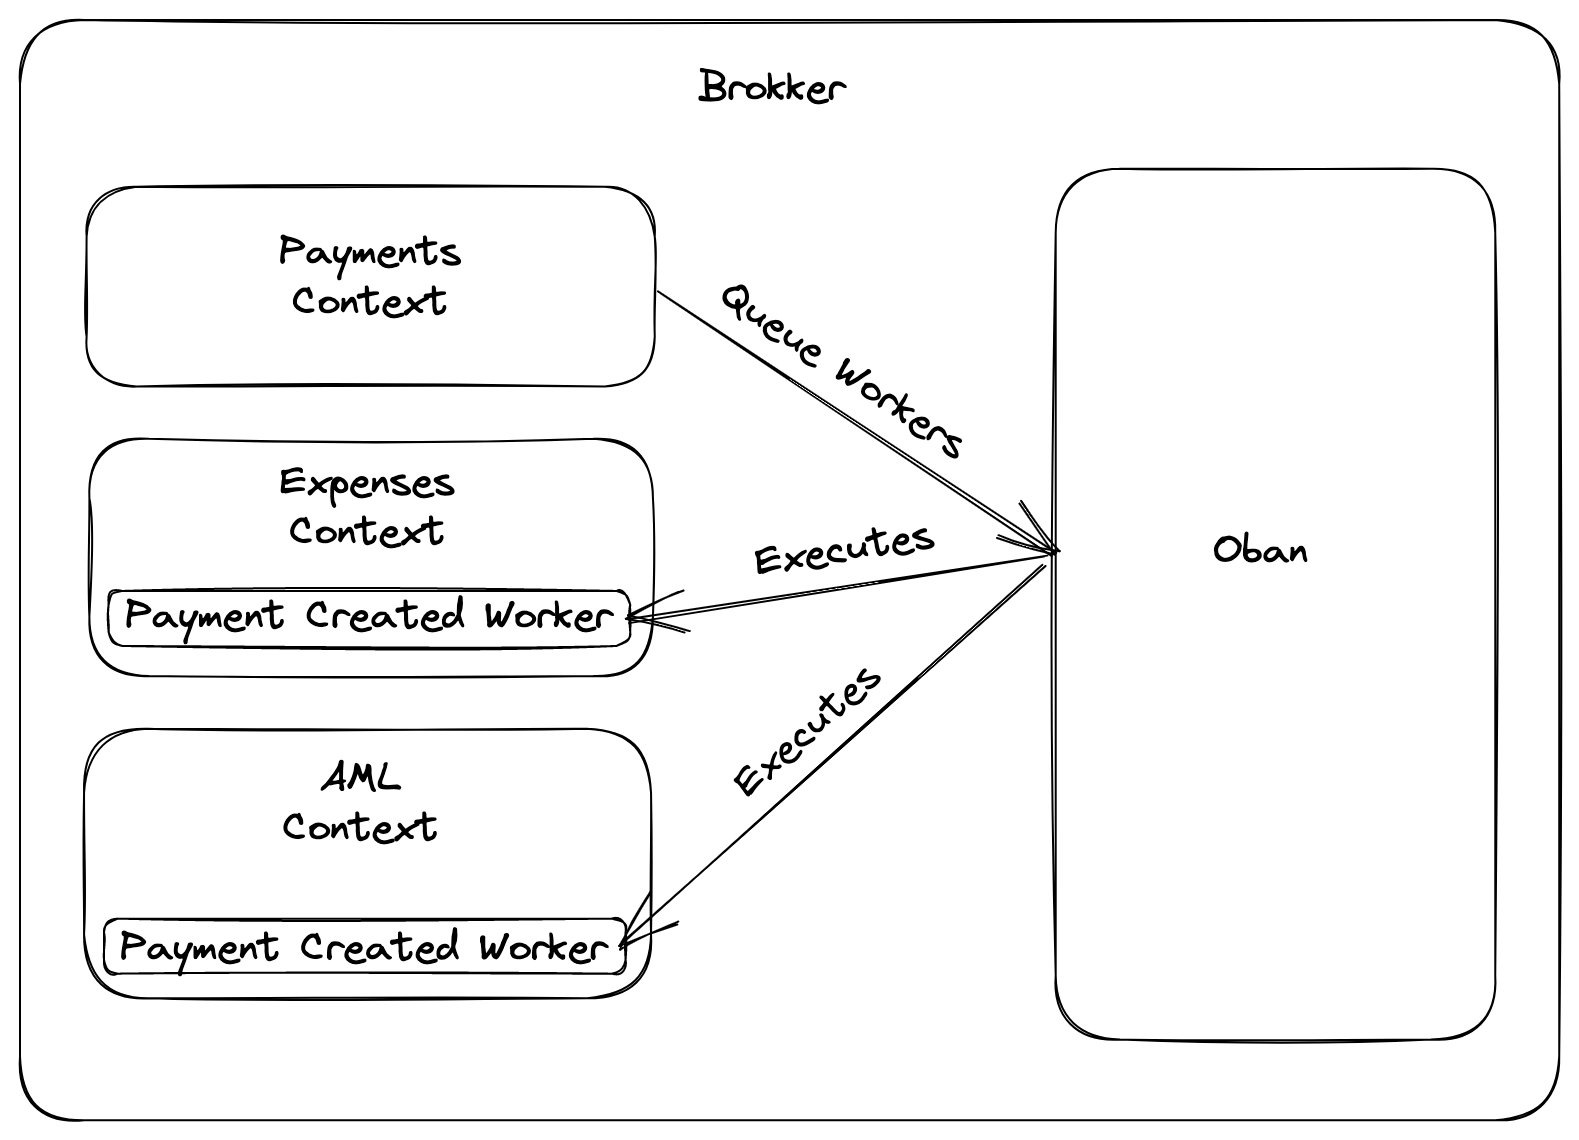 Brokker
Payments
Context
Queue Workers
Expenses
Context
Payment Created Worker
Executes
Oban
AML
Context
Payment Created Worker
Executes